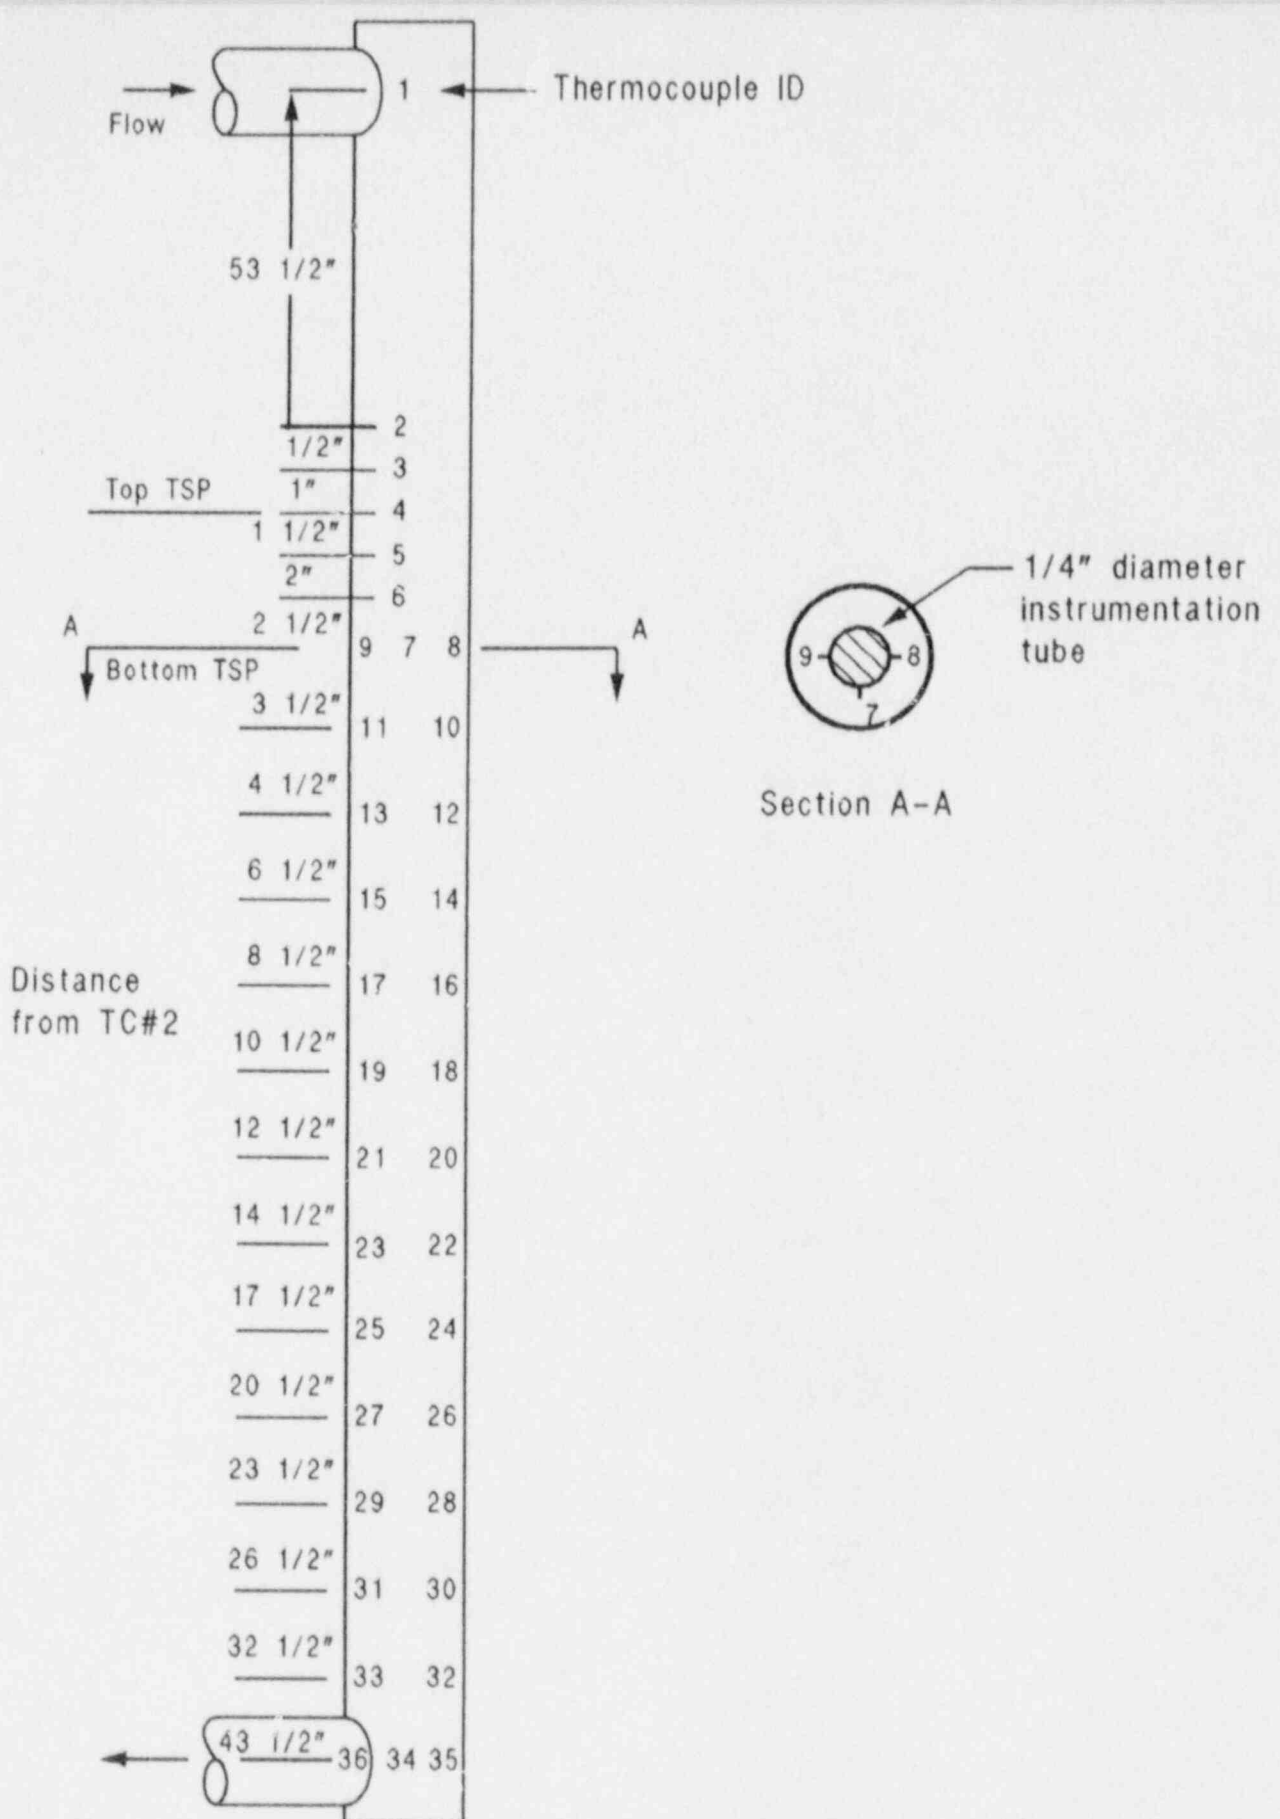 1
Thermocouple ID
Flow
53 1/2"
2
1/2"
3
Top TSP
1"
4
1 1/2"
5
2"
6
A
2 1/2"
9 7 8
A
Bottom TSP
3 1/2"
11 10
4 1/2"
13 12
6 1/2"
15 14
8 1/2"
17 16
Distance
from TC#2
10 1/2"
19 18
12 1/2"
21 20
14 1/2"
23 22
17 1/2"
25 24
20 1/2"
27 26
23 1/2"
29 28
26 1/2"
31 30
32 1/2"
33 32
43 1/2"
36 34 35
1/4" diameter
instrumentation
tube
9 8
7
Section A-A